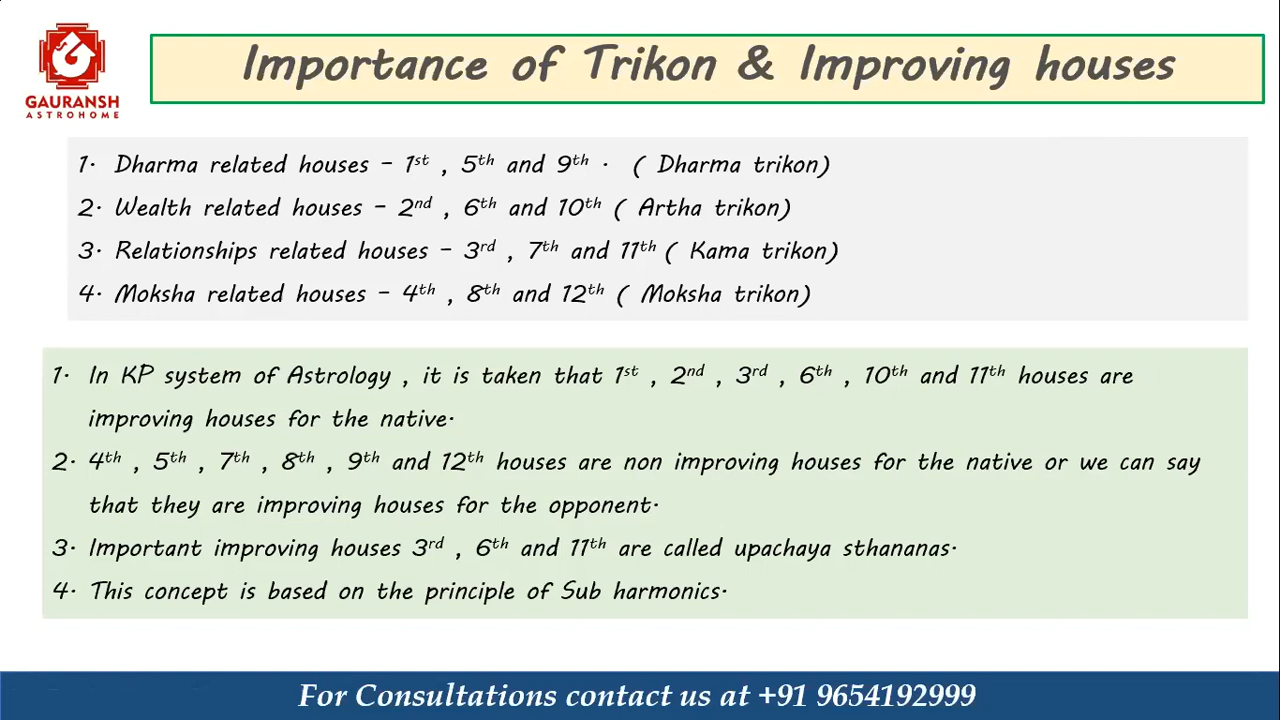 GAURANSH
ASTROHOME
Importance of Trikon & Improving houses
1. Dharma related houses - 1st , 5th and 9th . ( Dharma trikon)
2. Wealth related houses - 2nd , 6th and 10th ( Artha trikon)
3. Relationships related houses - 3rd , 7th and 11th ( Kama trikon)
4. Moksha related houses - 4th , 8th and 12th ( Moksha trikon)
1. In KP system of Astrology , it is taken that 1st , 2nd , 3rd , 6th , 10th and 11th houses are
improving houses for the native.
2. 4th , 5th , 7th , 8th , 9th and 12th houses are non improving houses for the native or we can say
that they are improving houses for the opponent.
3. Important improving houses 3rd , 6th and 11th are called upachaya sthananas.
4. This concept is based on the principle of Sub harmonics.
For Consultations contact us at +91 9654192999